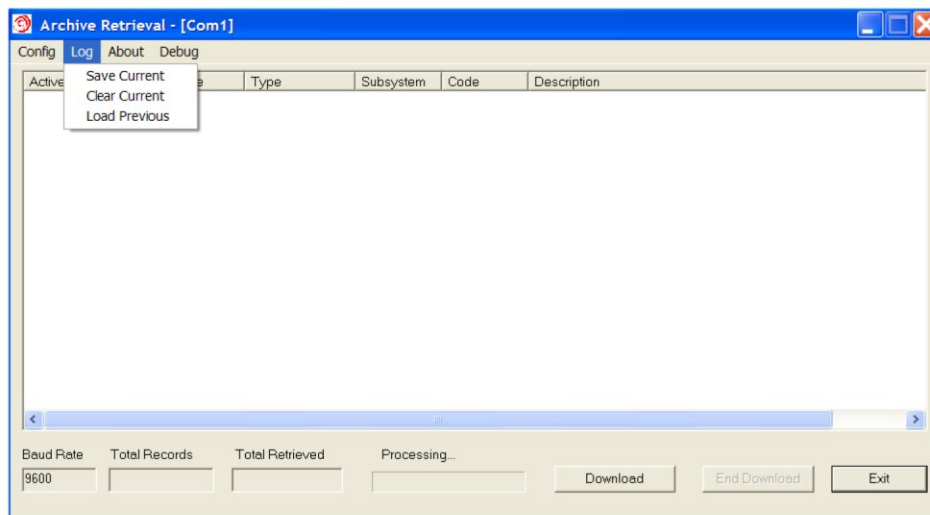 Archive Retrieval - [Com1]
Config Log About Debug
Save Current
Clear Current
Load Previous
Active Type Subsystem Code Description
Baud Rate Total Records Total Retrieved Processing...
9600 Download End Download Exit